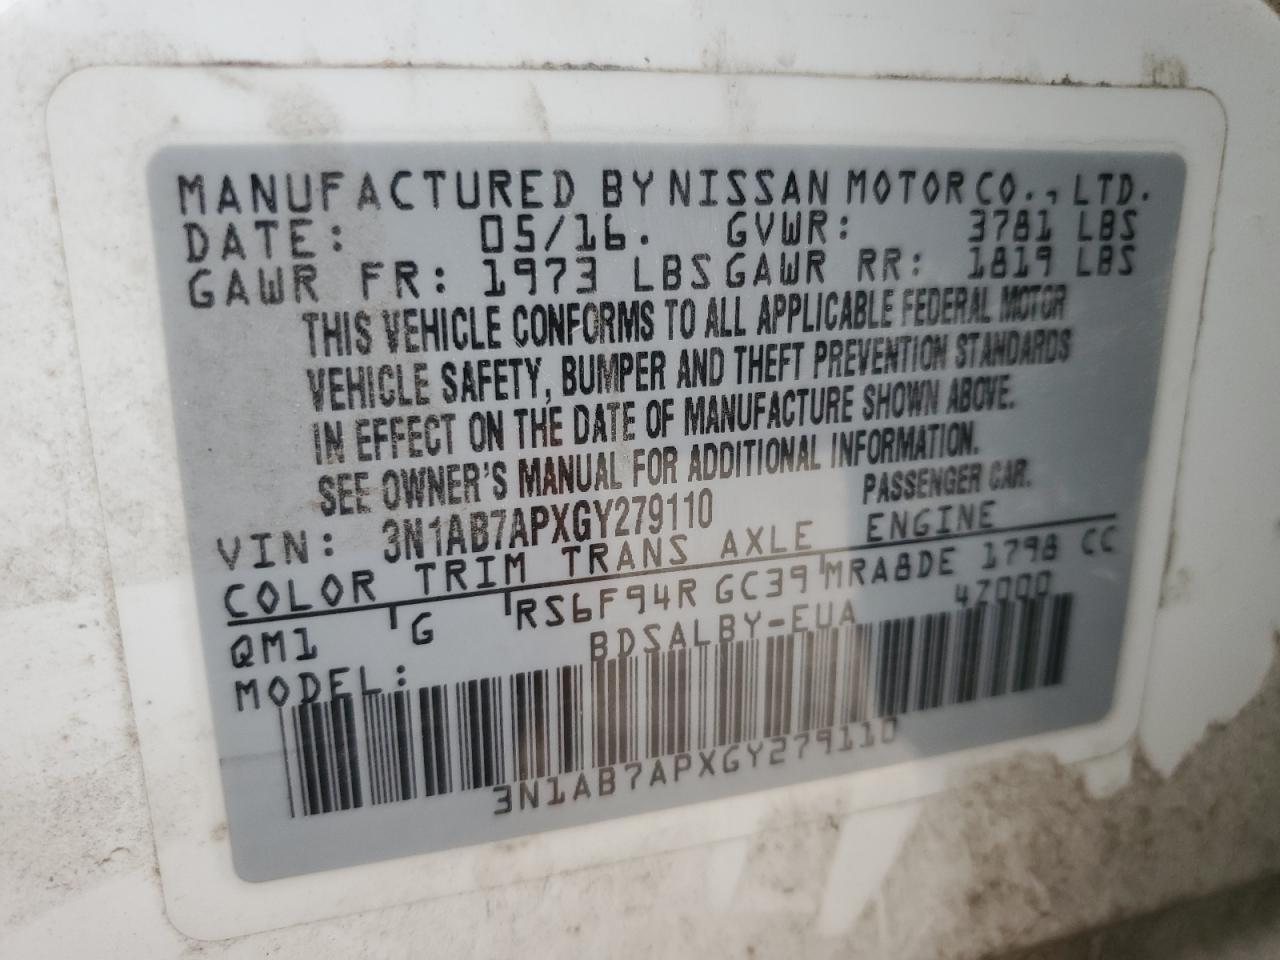 MANUFACTURED BY NISSAN MOTOR CO., LTD.
DATE: 05/16. GVWR: 3781 LBS
GAWR FR: 1973 LBS GAWR RR: 1819 LBS
THIS VEHICLE CONFORMS TO ALL APPLICABLE FEDERAL MOTOR
VEHICLE SAFETY, BUMPER AND THEFT PREVENTION STANDARDS
IN EFFECT ON THE DATE OF MANUFACTURE SHOWN ABOVE.
SEE OWNER'S MANUAL FOR ADDITIONAL INFORMATION.
VIN: 3N1AB7APXGY279110 PASSENGER CAR.
COLOR TRIM TRANS AXLE ENGINE
QM1 G RS6F94R GC39 MRA8DE 1798 CC
MODEL: BDSALBY-EUA 47000
3N1AB7APXGY279110